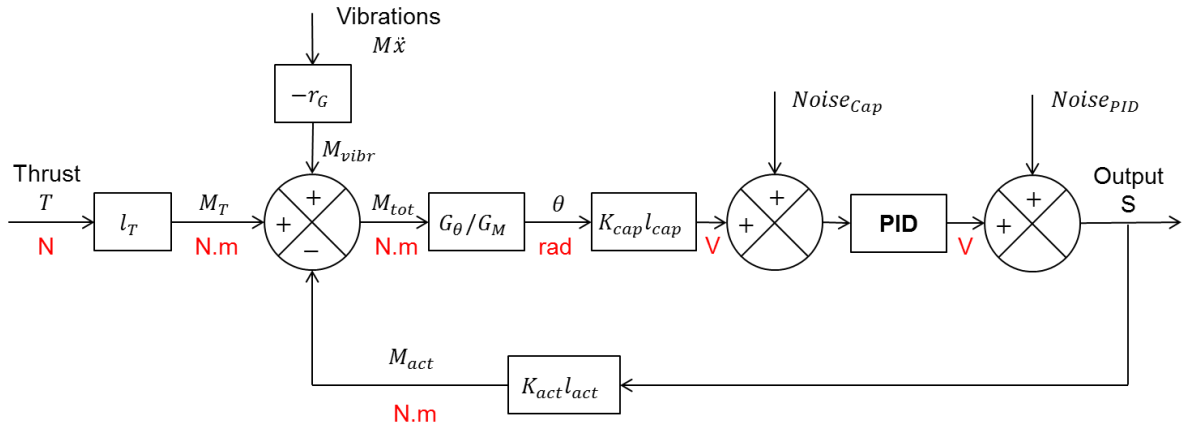 Vibrations
Mẍ
−r_G
Noise_Cap
Noise_PID
M_vibr
Thrust
T
M_T
M_tot
θ
Output
S
+
+
−
l_T
G_θ/G_M
K_cap l_cap
+
+
PID
+
+
N
N.m
N.m
rad
V
V
M_act
K_act l_act
N.m